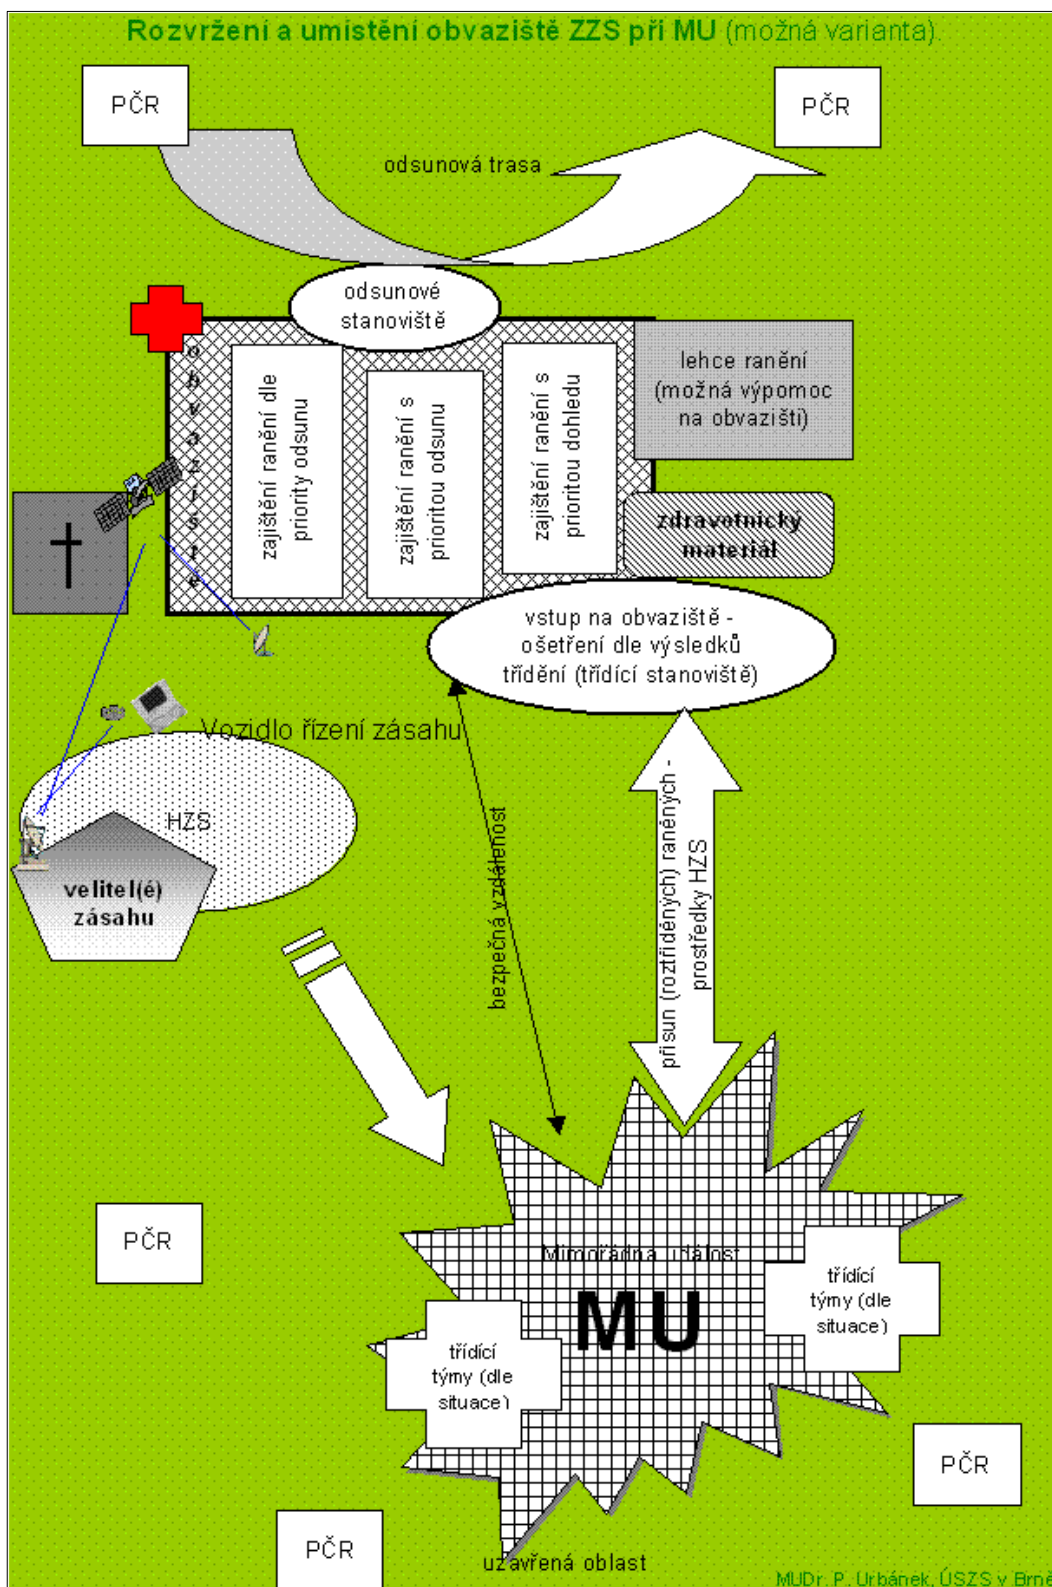 Rozvržení a umístění obvaziště ZZS při MU (možná varianta).
PČR
PČR
odsunová trasa
odsunové
stanoviště
obvaziště
zajištění ranění dle
priority odsunu
zajištění ranění s
prioritou odsunu
zajištění ranění s
prioritou dohledu
lehce ranění
(možná výpomoc
na obvazišti)
zdravotnický
materiál
vstup na obvaziště -
ošetření dle výsledků
třídění (třídící stanoviště)
Vozidlo řízení zásahu
HZS
velitel(é)
zásahu
bezpečná vzdálenost
přísun (roztříděných) raněných -
prostředky HZS
PČR
Mimořádna událost
MU
třídící
týmy (dle
situace)
třídící
týmy (dle
situace)
PČR
PČR
uzavřená oblast
MUDr. P. Urbánek, ÚSZS v Brně